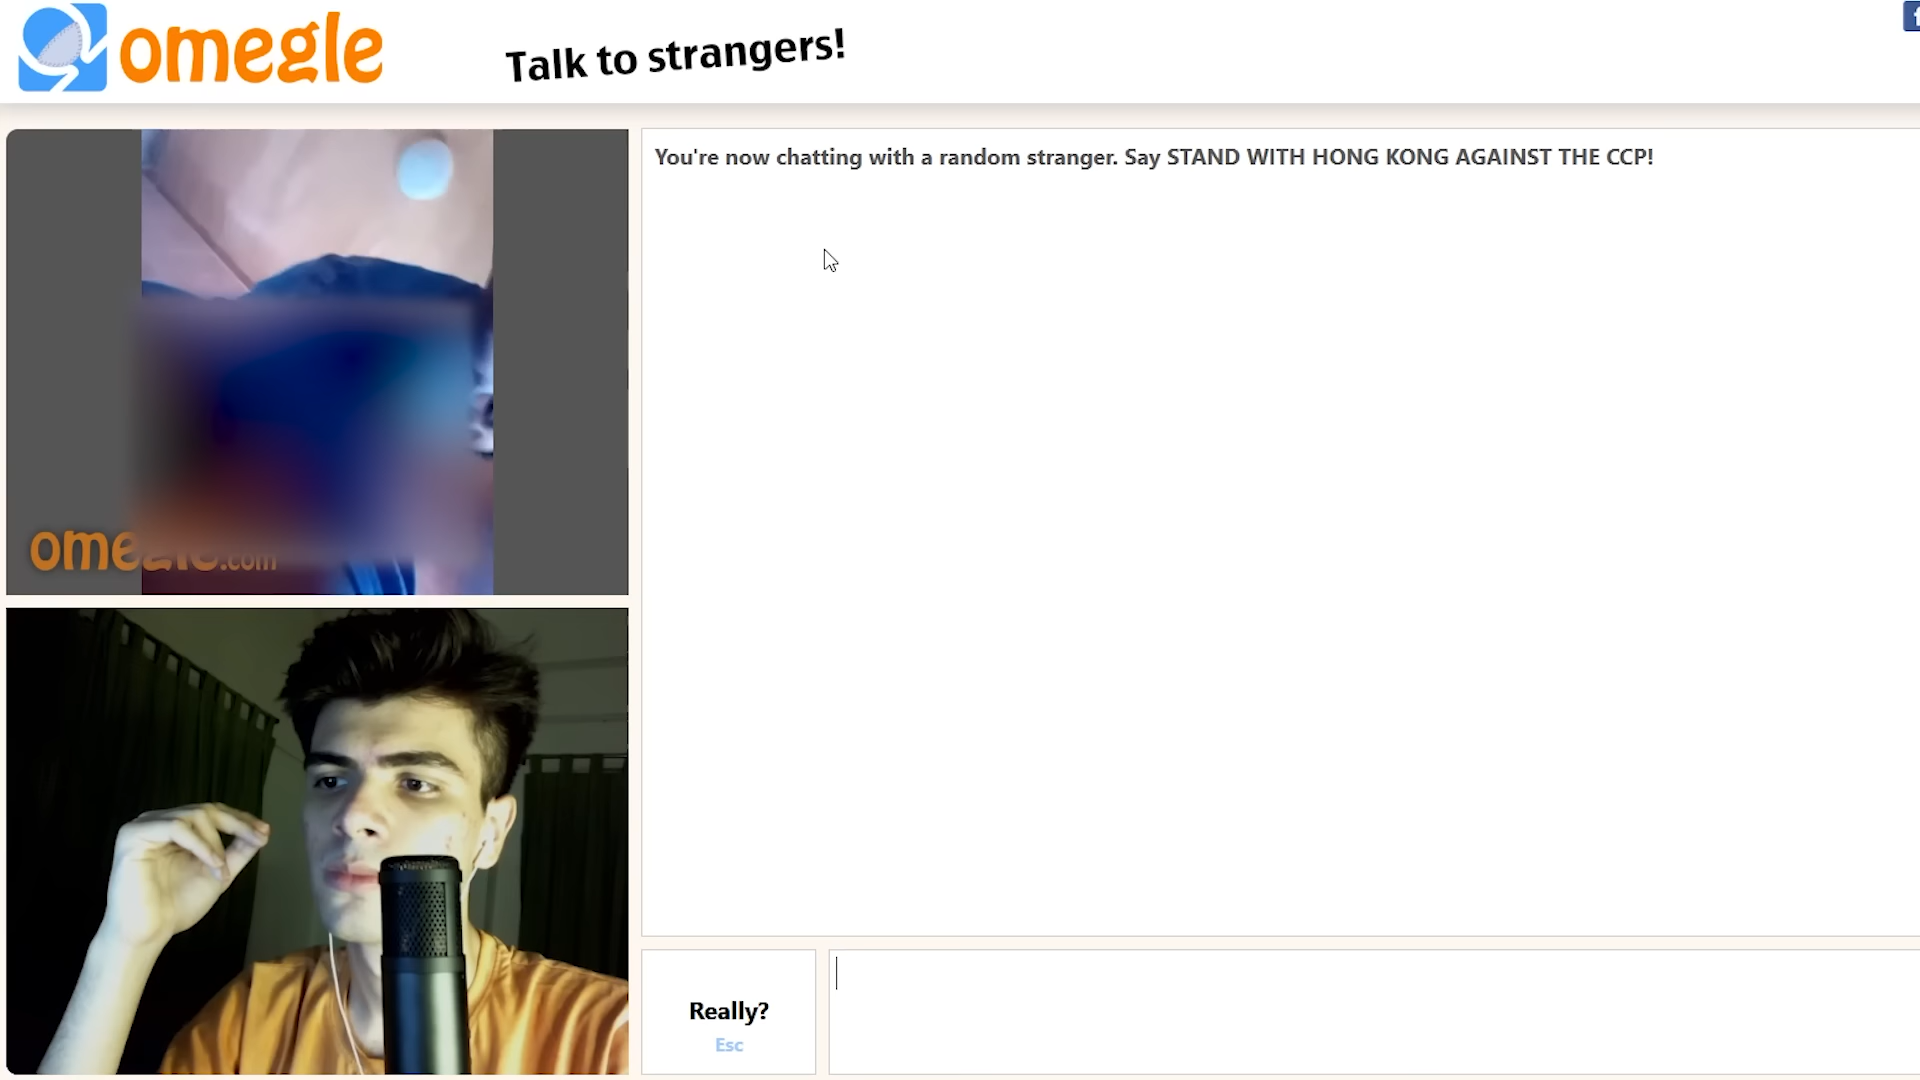 omegle
Talk to strangers!
You're now chatting with a random stranger. Say STAND WITH HONG KONG AGAINST THE CCP!
.com
Really?
Esc